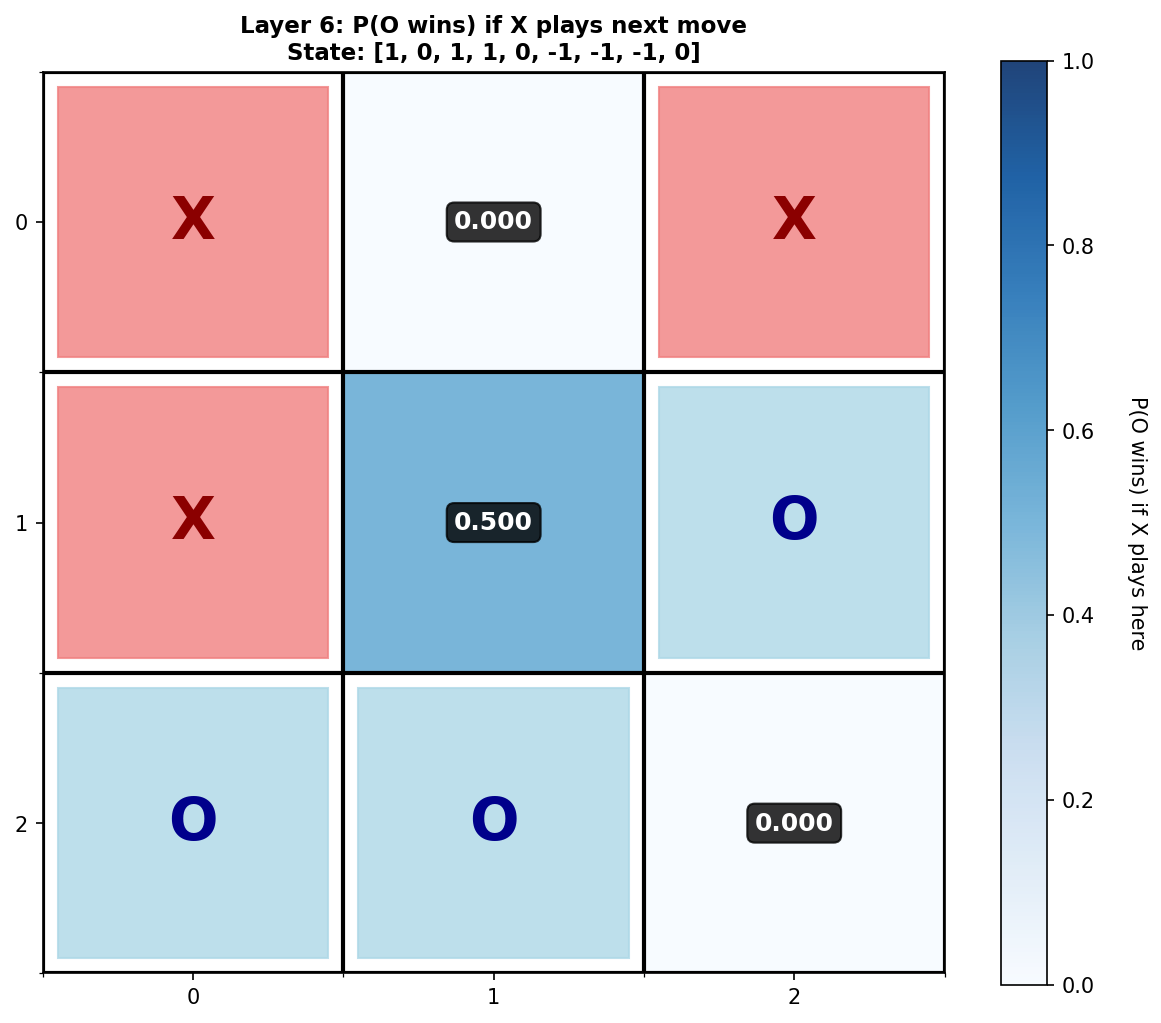 Layer 6: P(O wins) if X plays next move
State: [1, 0, 1, 1, 0, -1, -1, -1, 0]
X
0.000
X
0
X
0.500
O
1
O
O
0.000
2
0
1
2
1.0
0.8
0.6
0.4
0.2
0.0
P(O wins) if X plays here